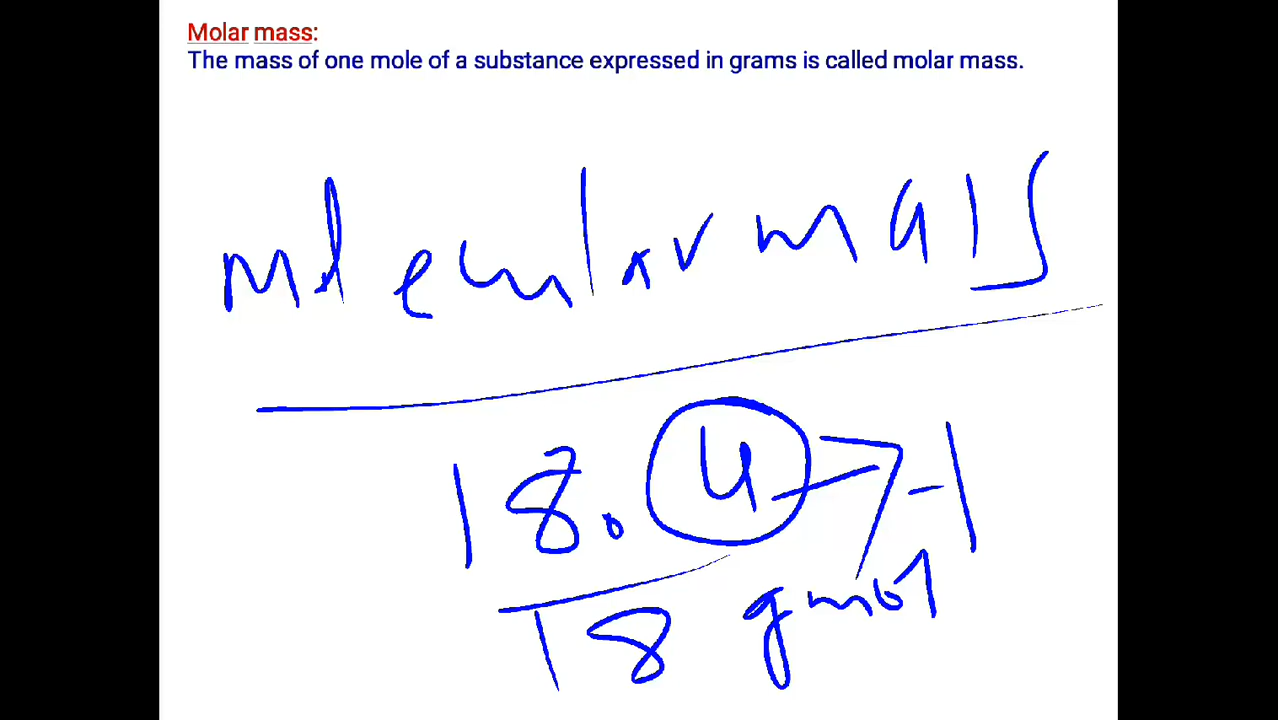 Molar mass:
The mass of one mole of a substance expressed in grams is called molar mass.
molecular mass
18. u
18 gmol -1